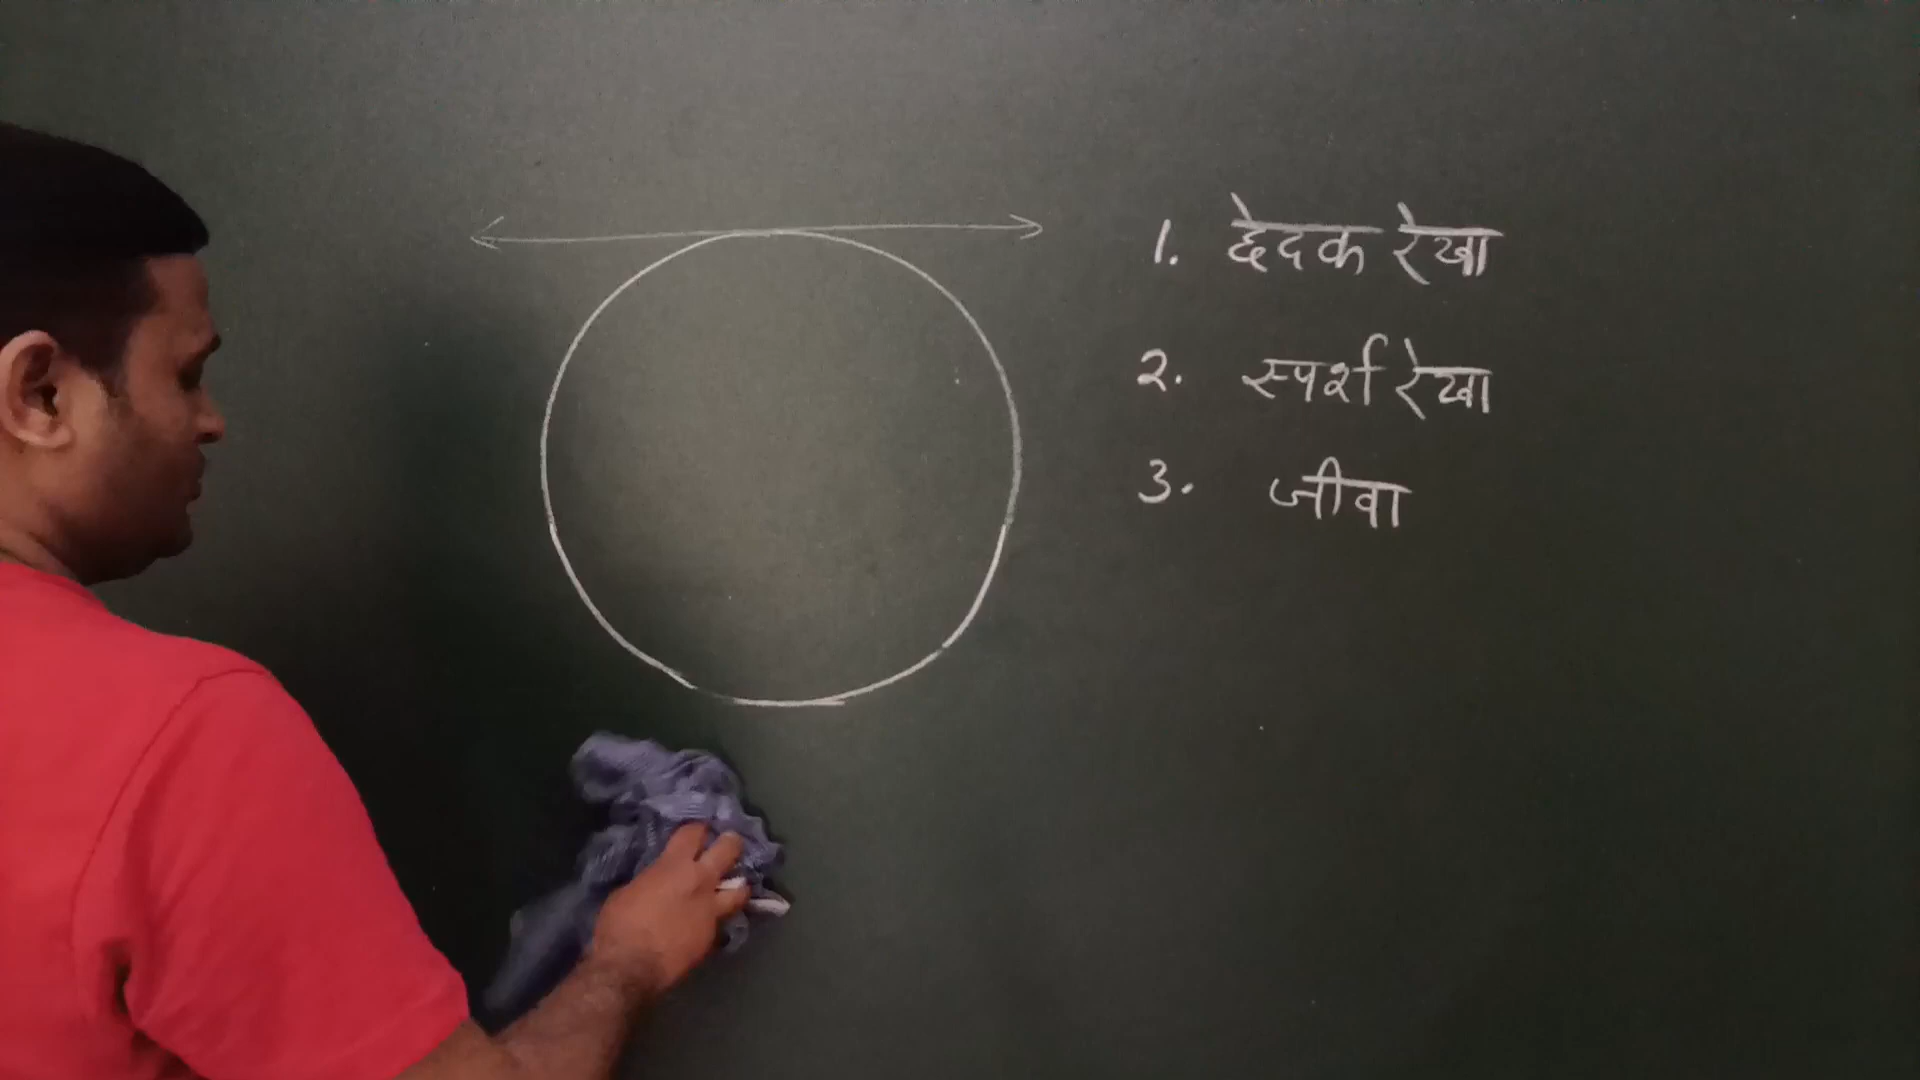 1. छेदक रेखा
2. स्पर्श रेखा
3. जीवा